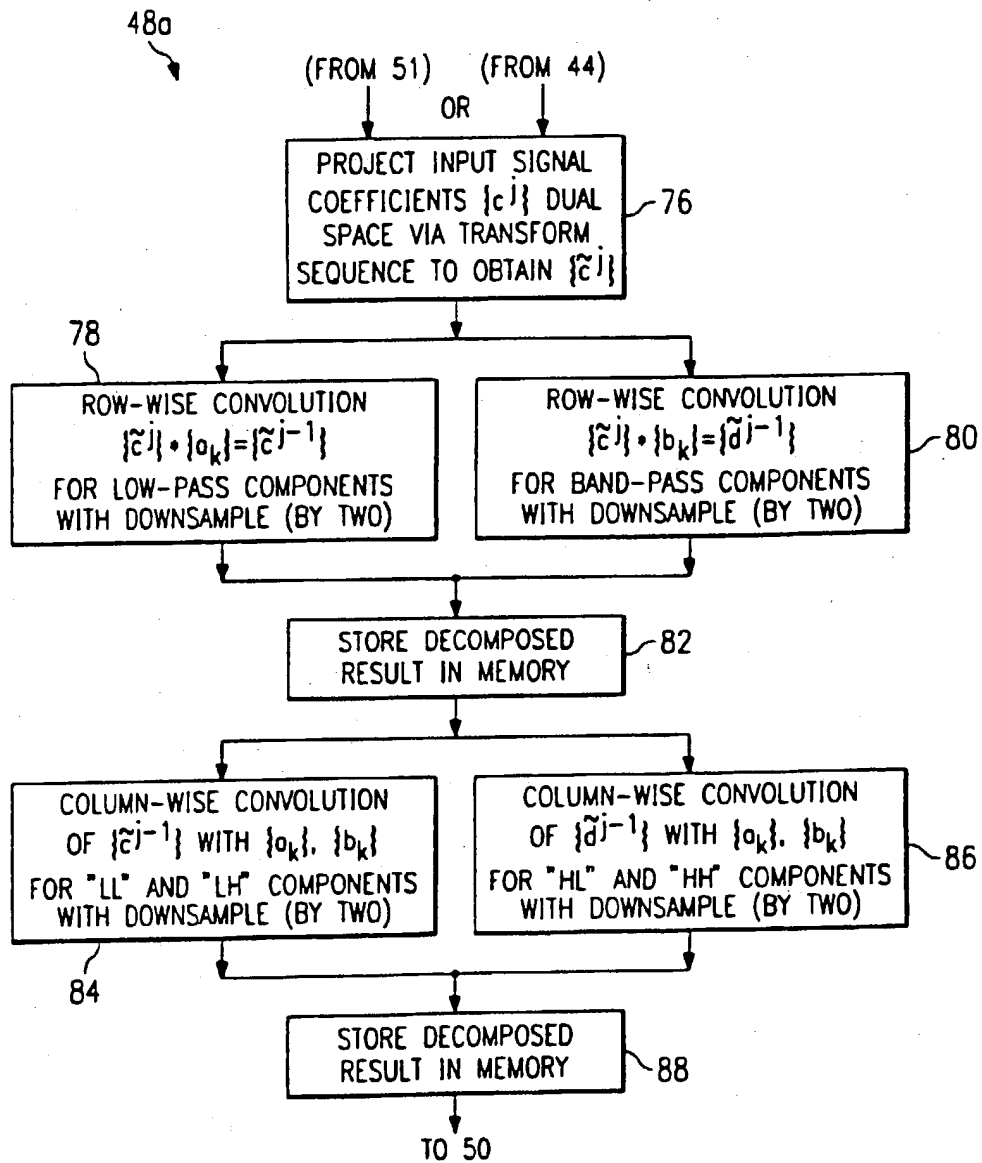 48a
(FROM 51) (FROM 44)
OR
PROJECT INPUT SIGNAL
COEFFICIENTS {c^j} DUAL
SPACE VIA TRANSFORM
SEQUENCE TO OBTAIN {c̃^j}
76
78
ROW-WISE CONVOLUTION
{c̃^j} * {a_k}={c̃^j-1}
FOR LOW-PASS COMPONENTS
WITH DOWNSAMPLE (BY TWO)
ROW-WISE CONVOLUTION
{c̃^j} * {b_k}={d̃^j-1}
FOR BAND-PASS COMPONENTS
WITH DOWNSAMPLE (BY TWO)
80
STORE DECOMPOSED
RESULT IN MEMORY
82
COLUMN-WISE CONVOLUTION
OF {c̃^j-1} WITH {a_k}, {b_k}
FOR "LL" AND "LH" COMPONENTS
WITH DOWNSAMPLE (BY TWO)
84
COLUMN-WISE CONVOLUTION
OF {d̃^j-1} WITH {a_k}, {b_k}
FOR "HL" AND "HH" COMPONENTS
WITH DOWNSAMPLE (BY TWO)
86
STORE DECOMPOSED
RESULT IN MEMORY
88
TO 50